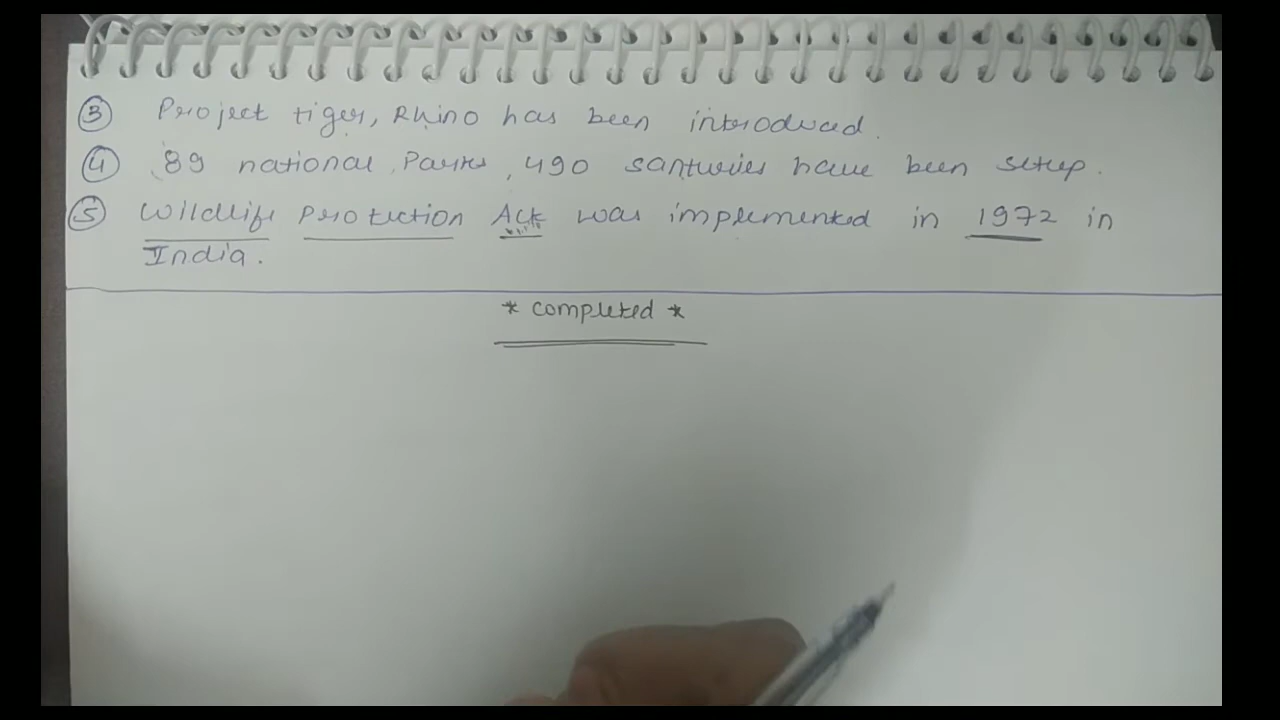 ③ Project tiger, Rhino has been introduced.
④ 89 national Parks, 490 santuries have been setup.
⑤ Wildlife Protection Act was implemented in 1972 in
India.
* completed *